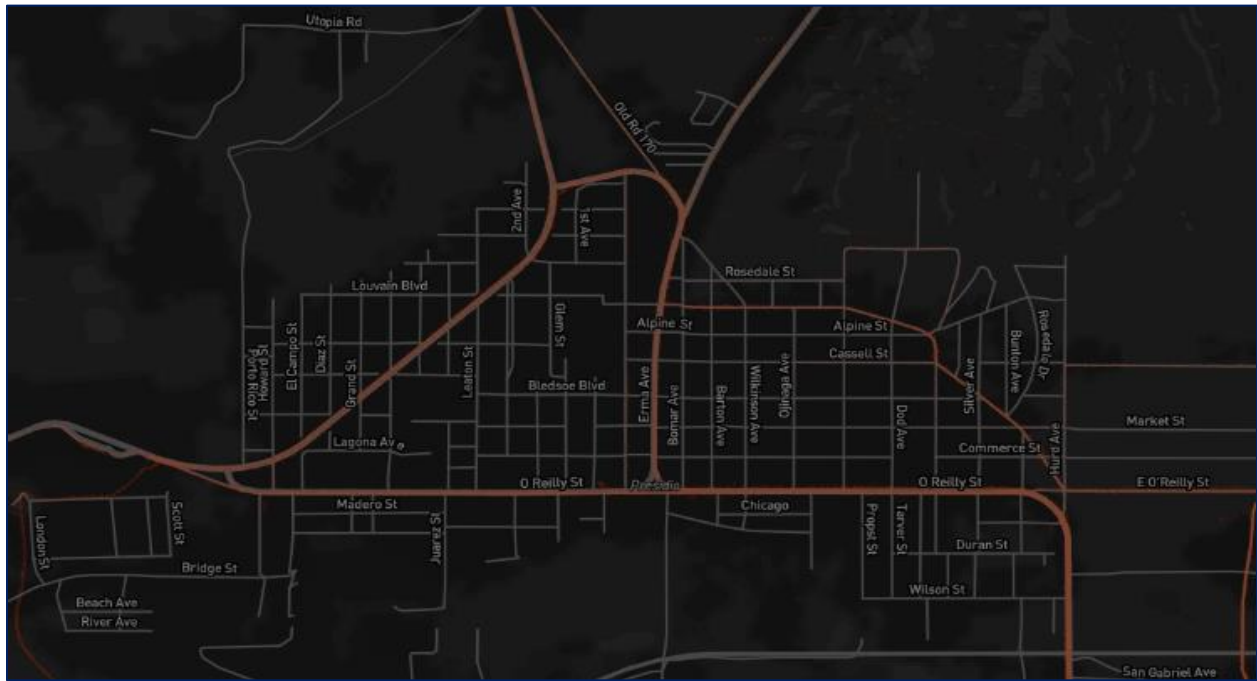 Utopia Rd
Old Rd 170
2nd Ave
1st Ave
Rosedale St
Louvain Blvd
Glem St
Alpine St
Alpine St
Rosedale Dr
Bunton Ave
Howard St
Porto Rico St
El Campo St
Diaz St
Grand St
Leaton St
Cassell St
Bledsoe Blvd
Erma Ave
Bomar Ave
Barton Ave
Wilkinson Ave
Ojinaga Ave
Silver Ave
Dod Ave
Market St
Lagona Ave
Commerce St
Hurd Ave
O Reilly St
Presidio
O Reilly St
E O'Reilly St
Madero St
Chicago
London St
Scott St
Juarez St
Propst St
Tarver St
Duran St
Bridge St
Wilson St
Beach Ave
River Ave
San Gabriel Ave